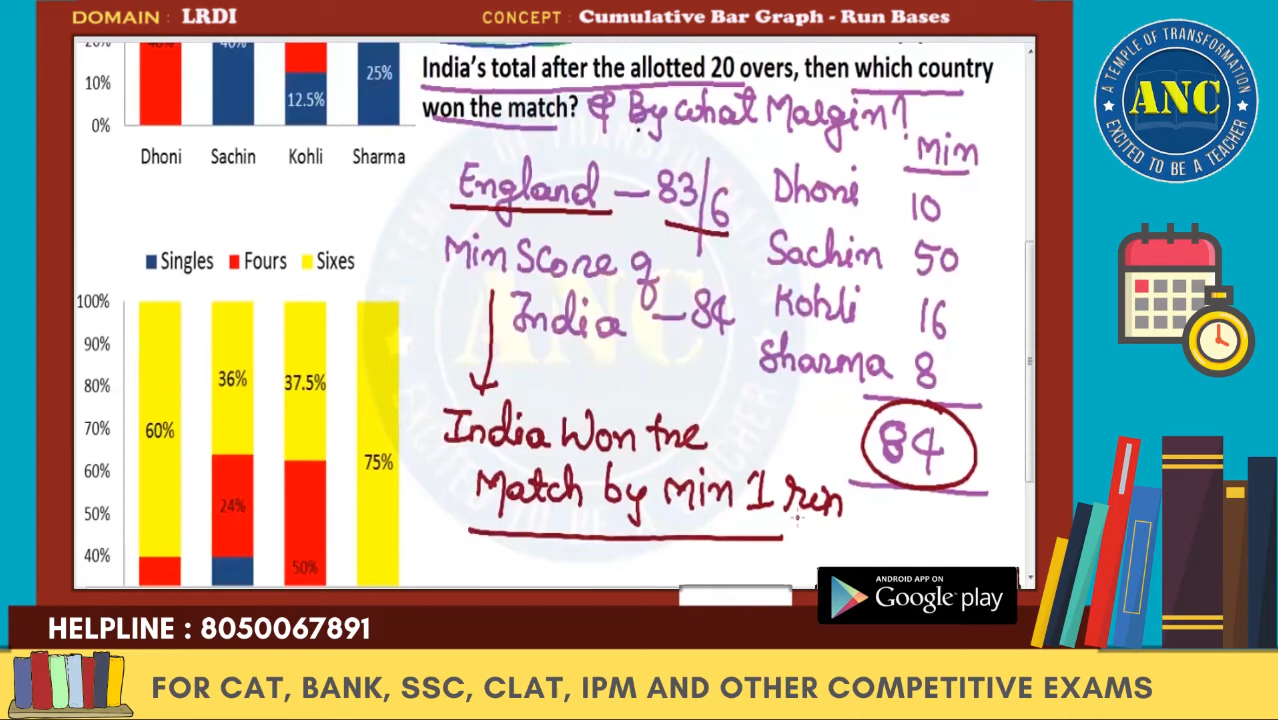 DOMAIN : LRDI
CONCEPT : Cumulative Bar Graph - Run Bases
A TEMPLE OF TRANSFORMATION
ANC
EXCITED TO BE A TEACHER
20%
10%
0%
40%
40%
12.5%
25%
Dhoni Sachin Kohli Sharma
India's total after the allotted 20 overs, then which country
won the match? & By what Margin?
England - 83/6
Min Score of
India - 84
India Won the
Match by Min 1 run
Min
Dhoni 10
Sachin 50
Kohli 16
Sharma 8
84
Singles Fours Sixes
100%
90%
80%
70%
60%
50%
40%
60%
36%
24%
37.5%
50%
75%
ANDROID APP ON
Google play
HELPLINE : 8050067891
FOR CAT, BANK, SSC, CLAT, IPM AND OTHER COMPETITIVE EXAMS